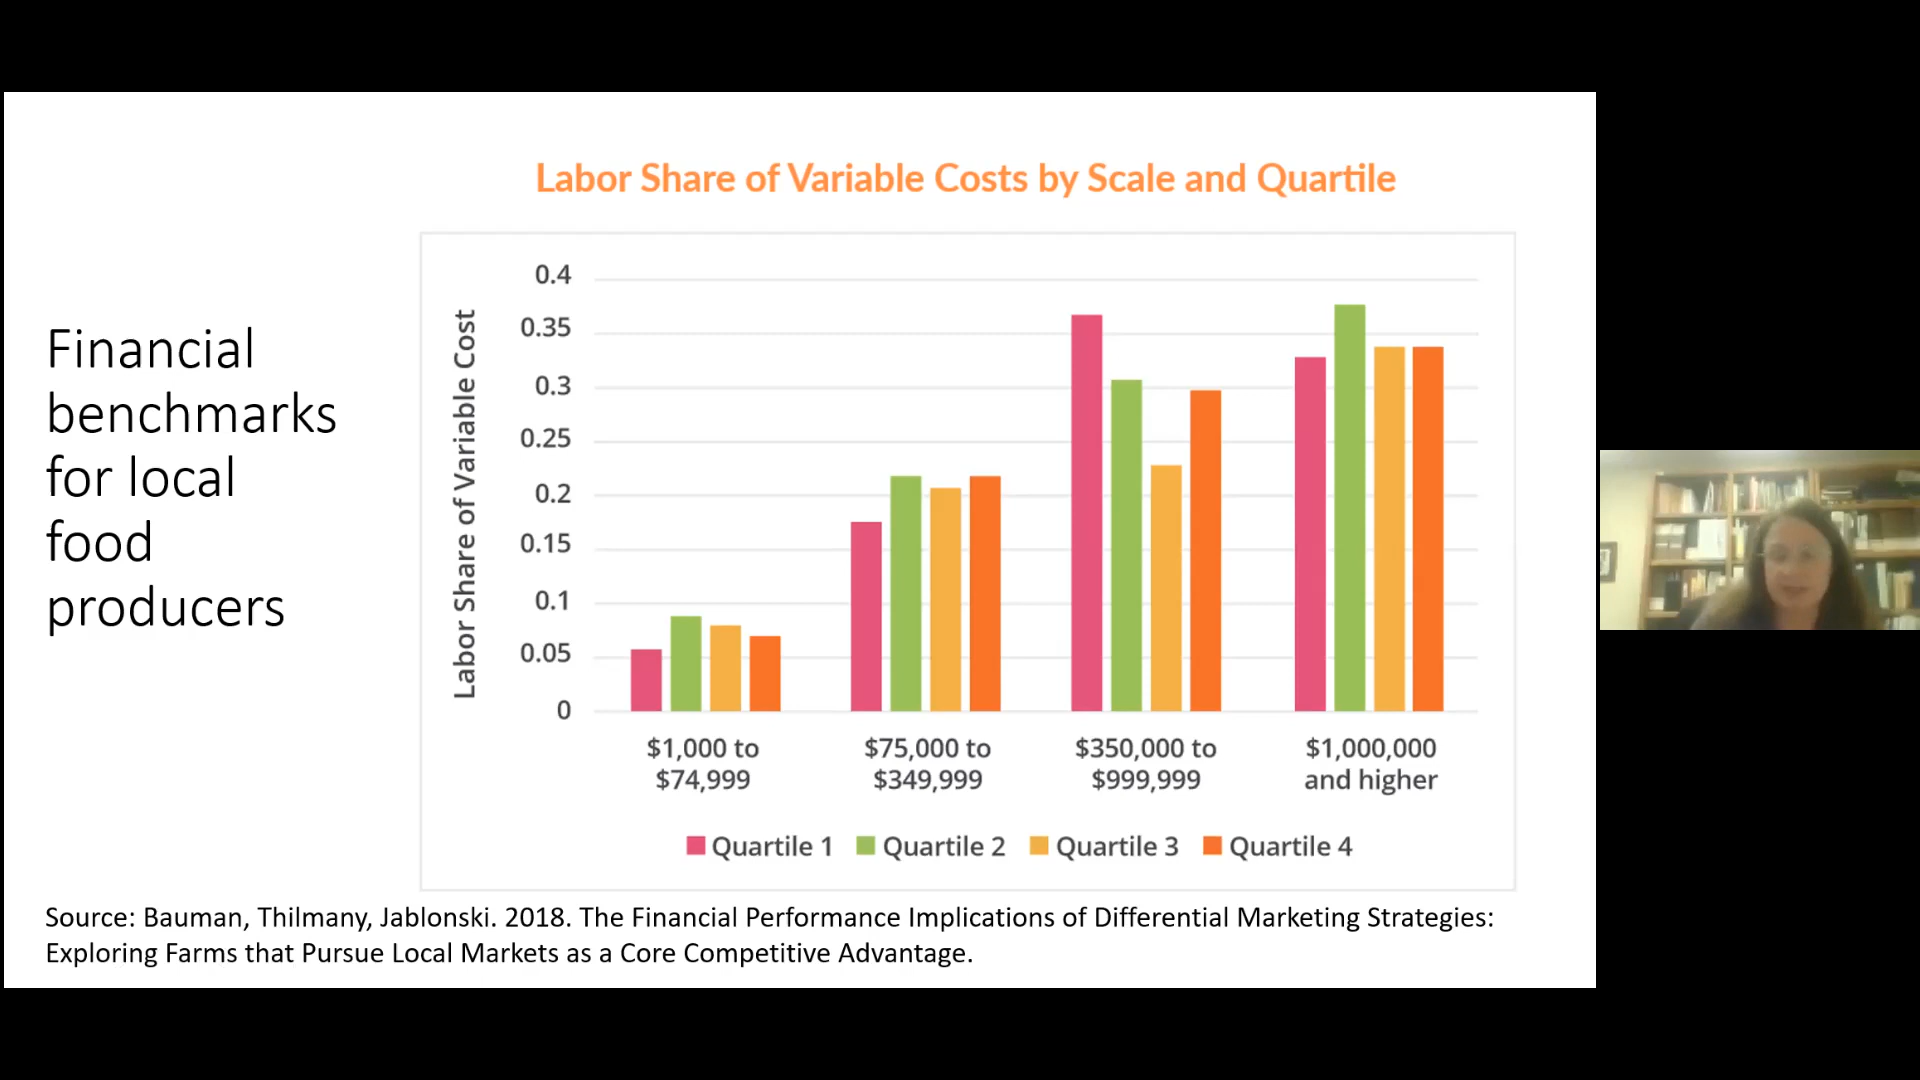 Financial
benchmarks
for local
food
producers
Labor Share of Variable Costs by Scale and Quartile
Labor Share of Variable Cost
0.4
0.35
0.3
0.25
0.2
0.15
0.1
0.05
0
$1,000 to
$74,999
$75,000 to
$349,999
$350,000 to
$999,999
$1,000,000
and higher
Quartile 1
Quartile 2
Quartile 3
Quartile 4
Source: Bauman, Thilmany, Jablonski. 2018. The Financial Performance Implications of Differential Marketing Strategies:
Exploring Farms that Pursue Local Markets as a Core Competitive Advantage.